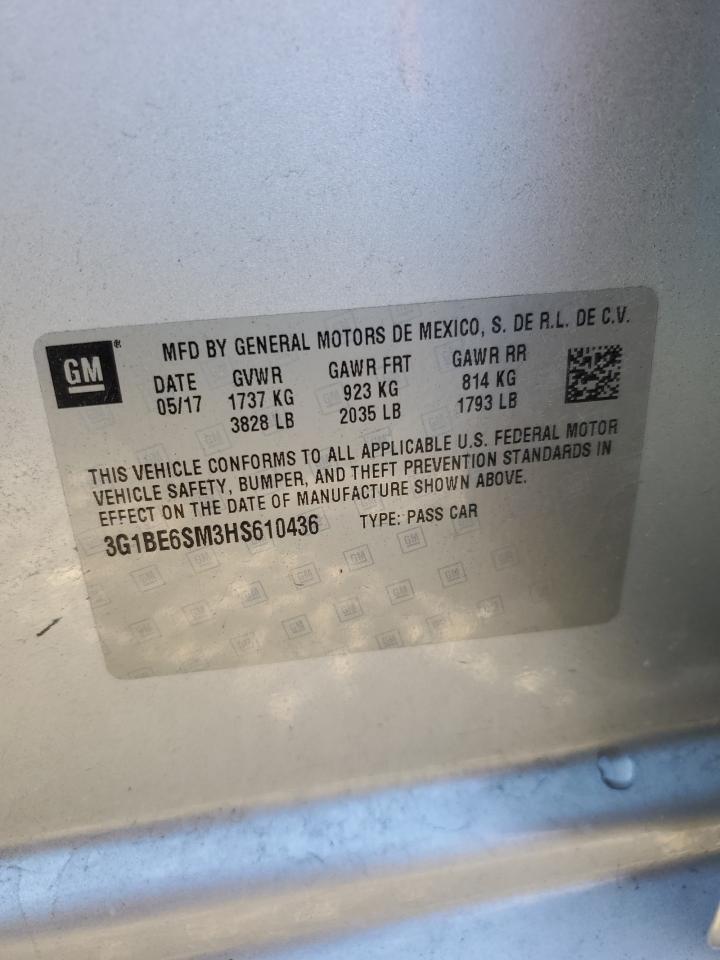 GM® MFD BY GENERAL MOTORS DE MEXICO, S. DE R.L. DE C.V.
DATE GVWR GAWR FRT GAWR RR
05/17 1737 KG 923 KG 814 KG
3828 LB 2035 LB 1793 LB
THIS VEHICLE CONFORMS TO ALL APPLICABLE U.S. FEDERAL MOTOR
VEHICLE SAFETY, BUMPER, AND THEFT PREVENTION STANDARDS IN
EFFECT ON THE DATE OF MANUFACTURE SHOWN ABOVE.
3G1BE6SM3HS610436 TYPE: PASS CAR